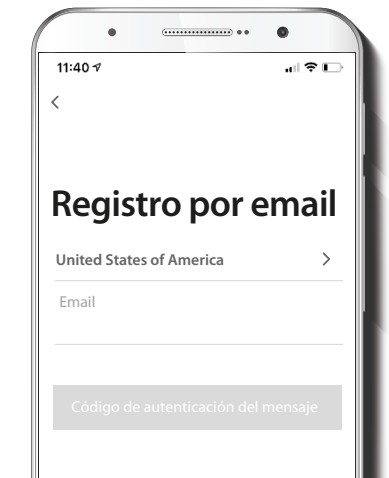 11:40
Registro por email
United States of America
Email
Código de autenticación del mensaje